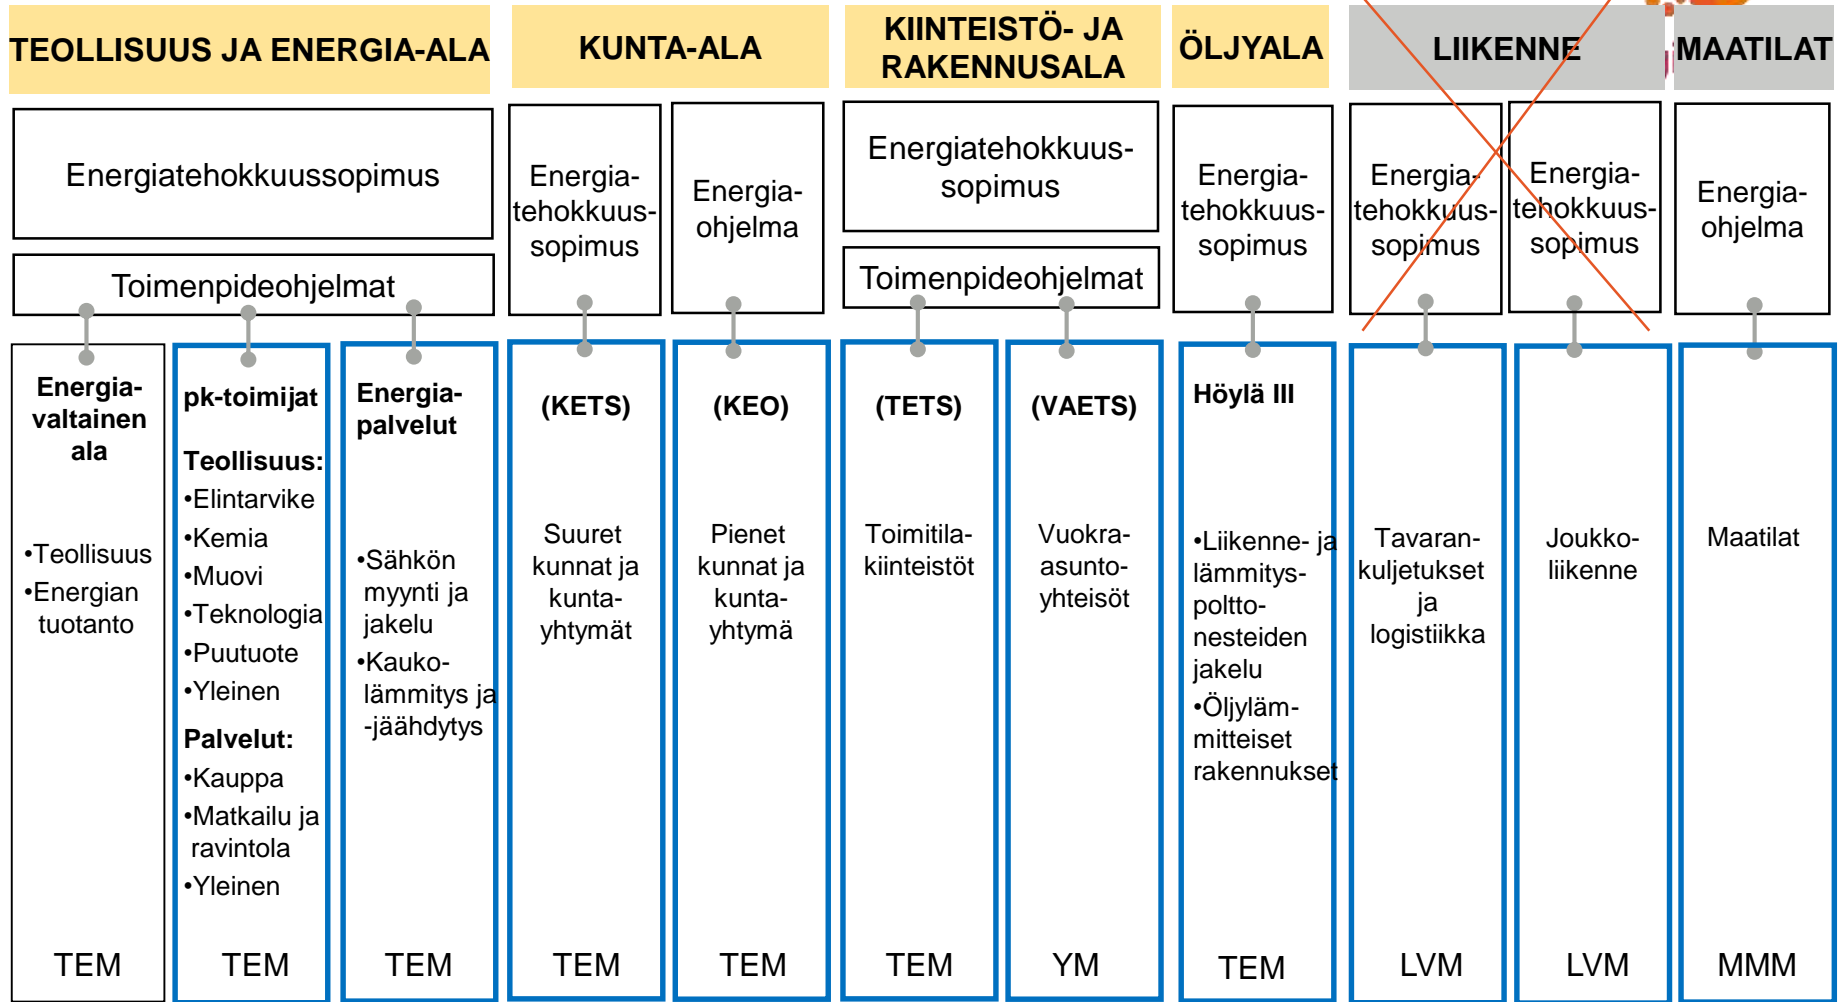 TEOLLISUUS JA ENERGIA-ALA
KUNTA-ALA
KIINTEISTÖ- JA
RAKENNUSALA
ÖLJYALA
LIIKENNE
MAATILAT
Energiatehokkuussopimus
Toimenpideohjelmat
Energia-
tehokkuus-
sopimus
Energia-
ohjelma
Energiatehokkuus-
sopimus
Toimenpideohjelmat
Energia-
tehokkuus-
sopimus
Energia-
tehokkuus-
sopimus
Energia-
tehokkuus-
sopimus
Energia-
ohjelma
Energia-
valtainen
ala
•Teollisuus
•Energian
tuotanto
TEM
pk-toimijat
Teollisuus:
•Elintarvike
•Kemia
•Muovi
•Teknologia
•Puutuote
•Yleinen
Palvelut:
•Kauppa
•Matkailu ja
ravintola
•Yleinen
TEM
Energia-
palvelut
•Sähkön
myynti ja
jakelu
•Kauko-
lämmitys ja
-jäähdytys
TEM
(KETS)
Suuret
kunnat ja
kunta-
yhtymät
TEM
(KEO)
Pienet
kunnat ja
kunta-
yhtymä
TEM
(TETS)
Toimitila-
kiinteistöt
TEM
(VAETS)
Vuokra-
asunto-
yhteisöt
YM
Höylä III
•Liikenne- ja
lämmitys-
poltto-
nesteiden
jakelu
•Öljyläm-
mitteiset
rakennukset
TEM
Tavaran-
kuljetukset
ja
logistiikka
LVM
Joukko-
liikenne
LVM
Maatilat
MMM